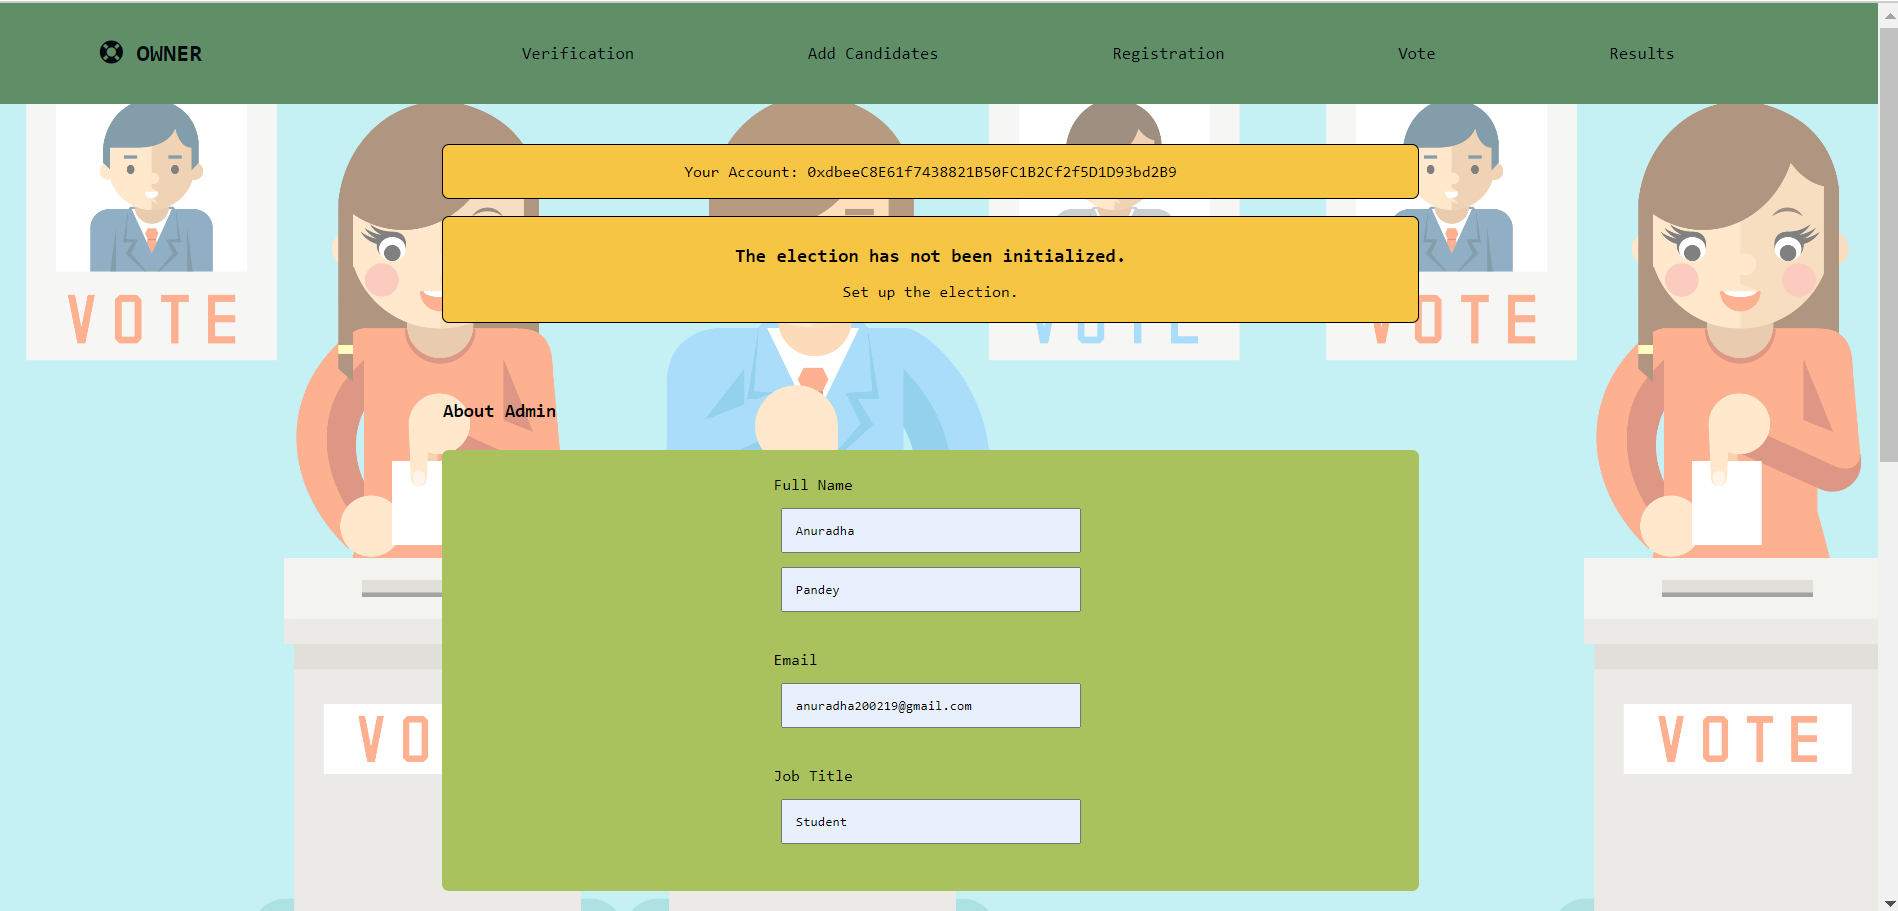 OWNER Verification Add Candidates Registration Vote Results
Your Account: 0xdbeeC8E61f7438821B50FC1B2Cf2f5D1D93bd2B9
The election has not been initialized.
Set up the election.
VOTE
VOTE
VOTE
About Admin
Full Name
Anuradha
Pandey
Email
anuradha200219@gmail.com
VO
VOTE
Job Title
Student